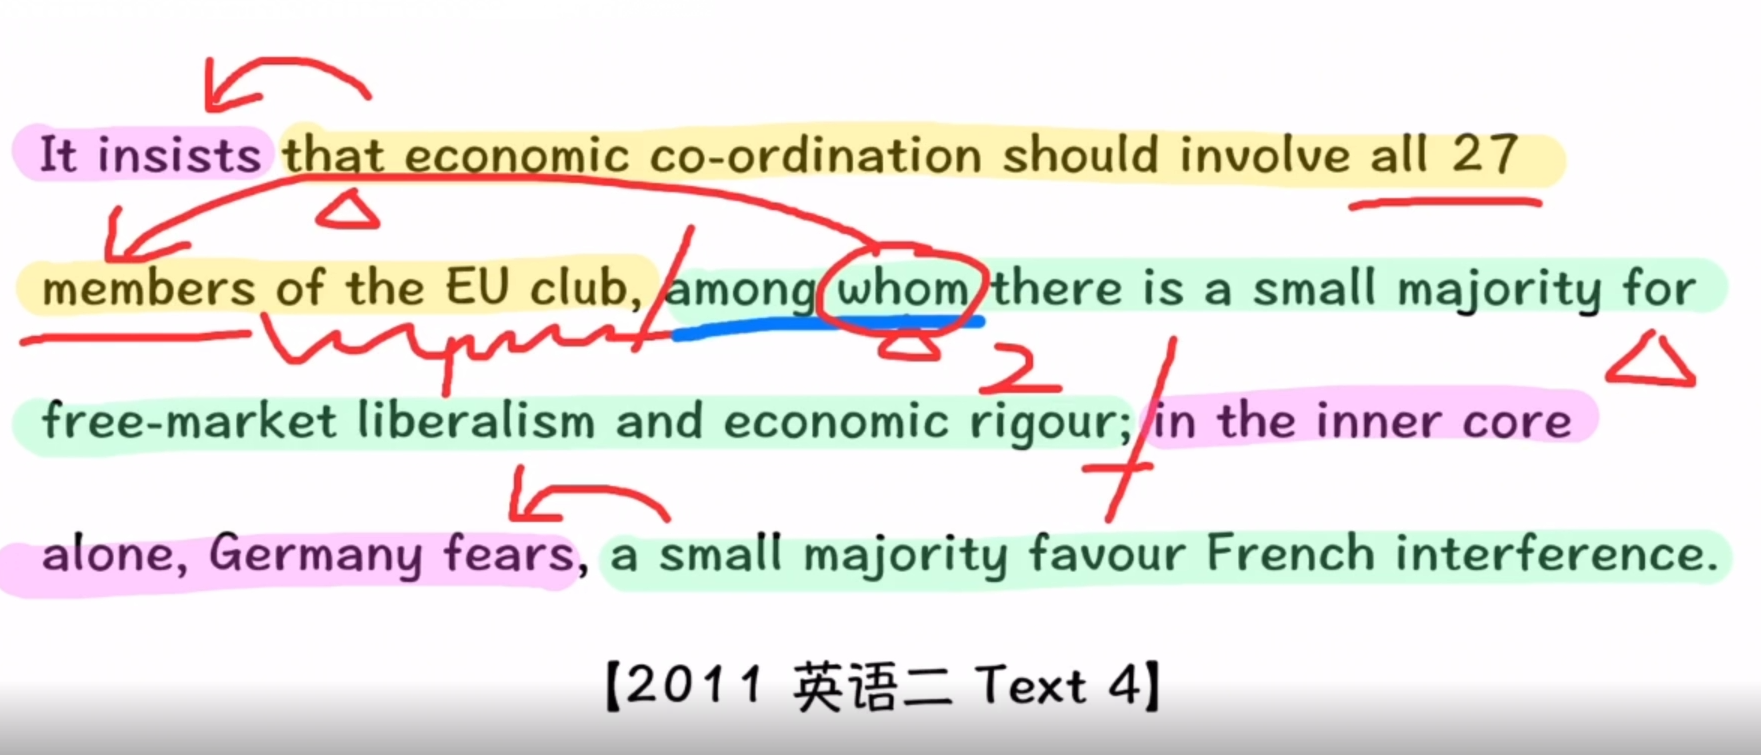 It insists that economic co-ordination should involve all 27
members of the EU club, among whom there is a small majority for
2
free-market liberalism and economic rigour; in the inner core
alone, Germany fears, a small majority favour French interference.
【2011 英语二 Text 4】